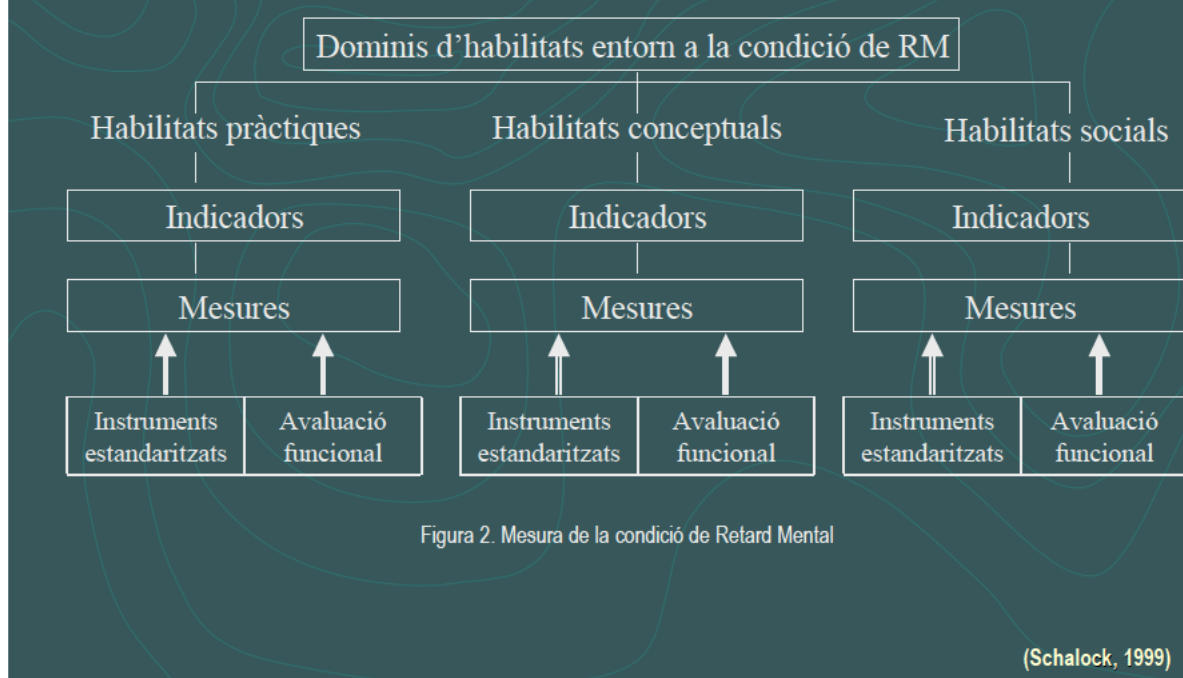 Dominis d'habilitats entorn a la condició de RM
Habilitats pràctiques
Habilitats conceptuals
Habilitats socials
Indicadors
Indicadors
Indicadors
Mesures
Mesures
Mesures
Instruments
estandaritzats
Avaluació
funcional
Instruments
estandaritzats
Avaluació
funcional
Instruments
estandaritzats
Avaluació
funcional
Figura 2. Mesura de la condició de Retard Mental
(Schalock, 1999)